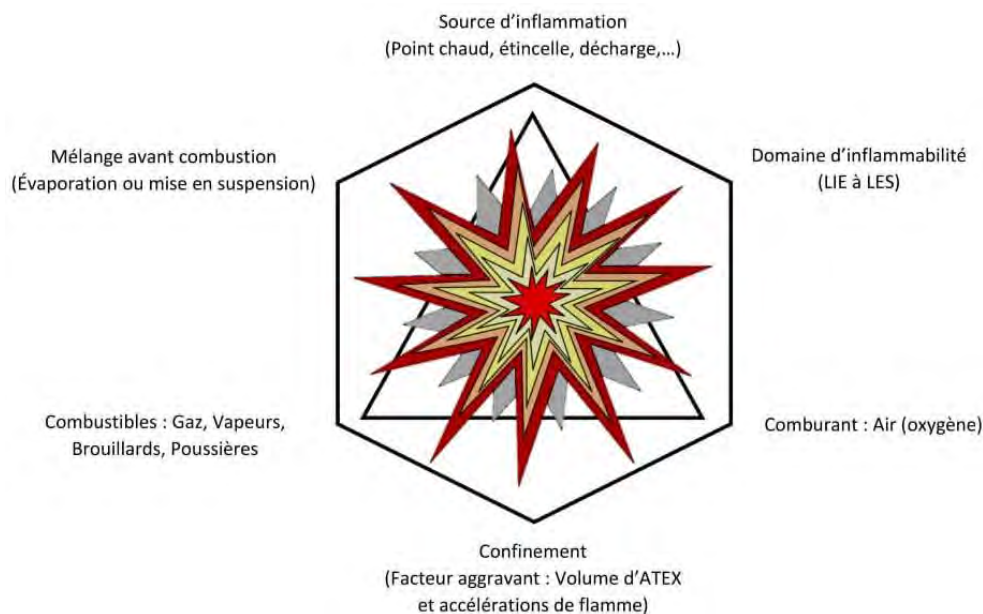 Source d’inflammation
(Point chaud, étincelle, décharge,…)
Mélange avant combustion
(Évaporation ou mise en suspension)
Domaine d’inflammabilité
(LIE à LES)
Combustibles : Gaz, Vapeurs,
Brouillards, Poussières
Comburant : Air (oxygène)
Confinement
(Facteur aggravant : Volume d’ATEX
et accélérations de flamme)